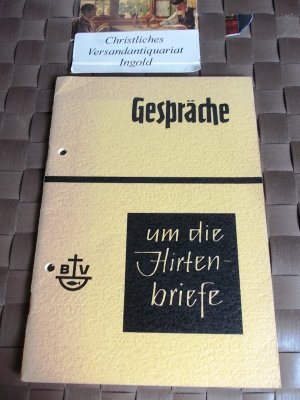 Christliches
Versandantiquariat
Ingold
Gespräche
um die
Hirten-
briefe
BTV